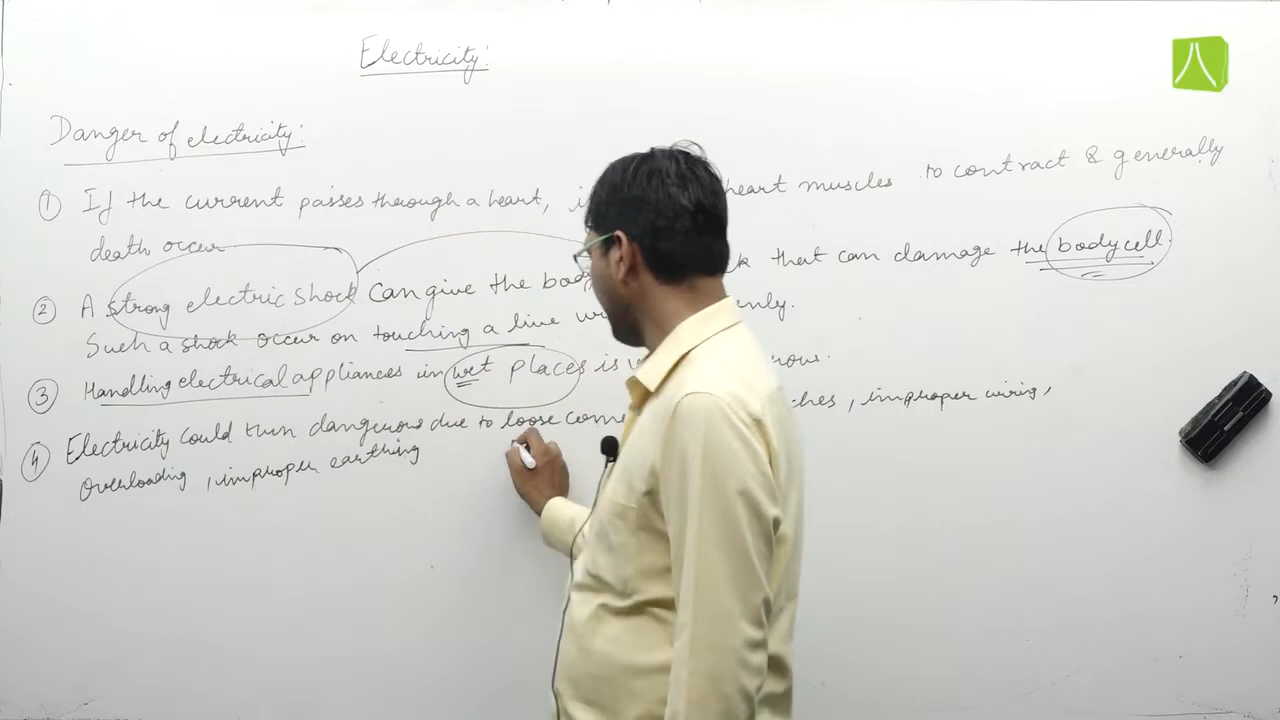 Electricity:
Danger of electricity:
① If the current passes through a heart, heart muscles to contract & generally
death occur
② A strong electric shock can give the that can damage the body cell.
Such a shock occur on touching a live
③ Handling electrical appliances in wet places is
④ Electricity could turn dangerous due to loose , improper wiring,
Overloading , improper earthing